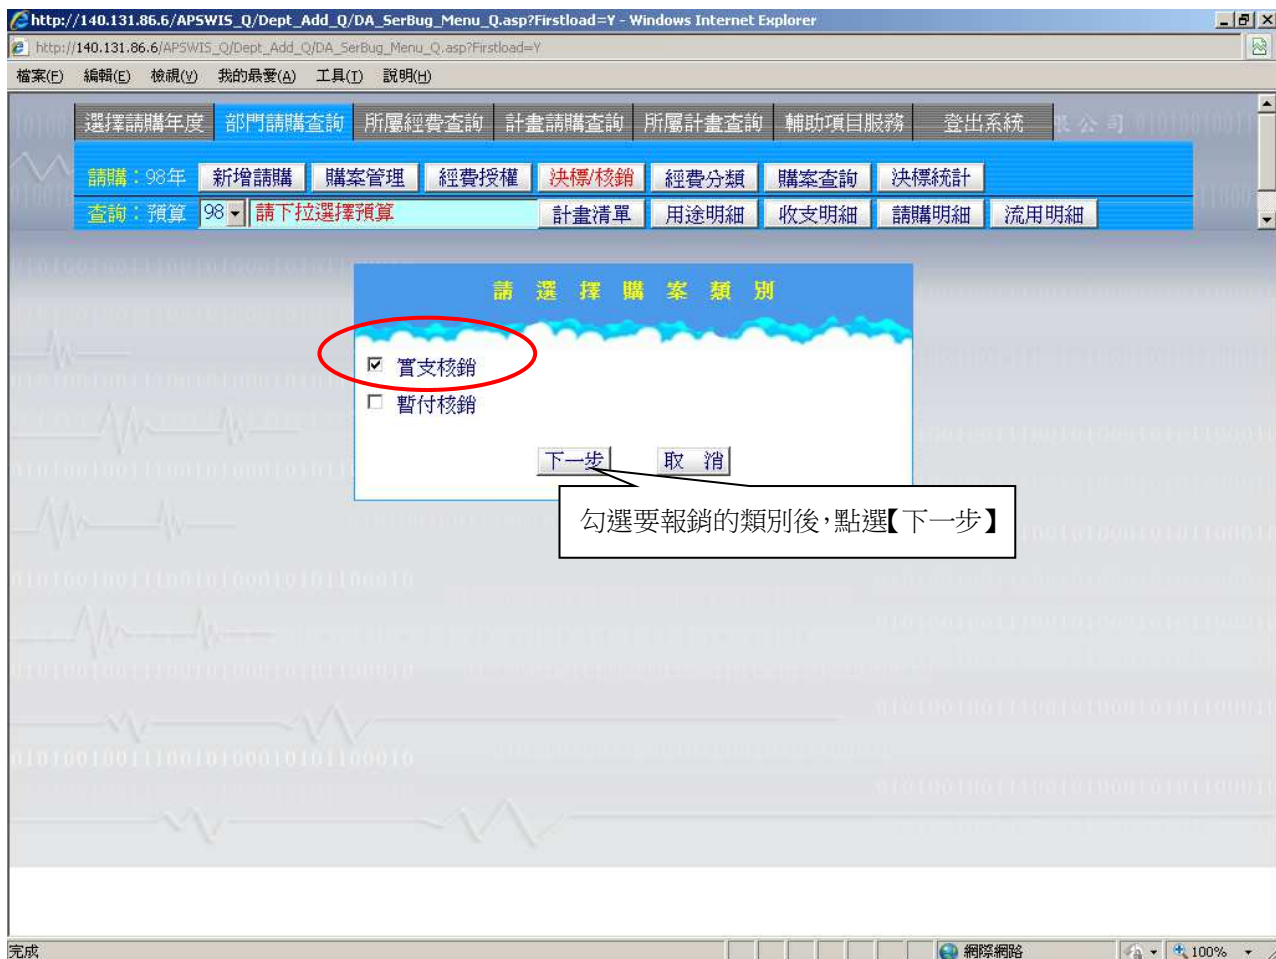 http://140.131.86.6/APSWIS_Q/Dept_Add_Q/DA_SerBug_Menu_Q.asp?Firstload=Y - Windows Internet Explorer
http://140.131.86.6/APSWIS_Q/Dept_Add_Q/DA_SerBug_Menu_Q.asp?Firstload=Y
檔案(F) 編輯(E) 檢視(V) 我的最愛(A) 工具(T) 說明(H)
選擇請購年度 部門請購查詢 所屬經費查詢 計畫請購查詢 所屬計畫查詢 輔助項目服務 登出系統 限公司
請購：98年 新增請購 購案管理 經費授權 決標/核銷 經費分類 購案查詢 決標統計
查詢：預算 98 請下拉選擇預算 計畫清單 用途明細 收支明細 請購明細 流用明細
請選擇購案類別
實支核銷
暫付核銷
下一步 取消
勾選要報銷的類別後，點選【下一步】
完成 網際網路 100%